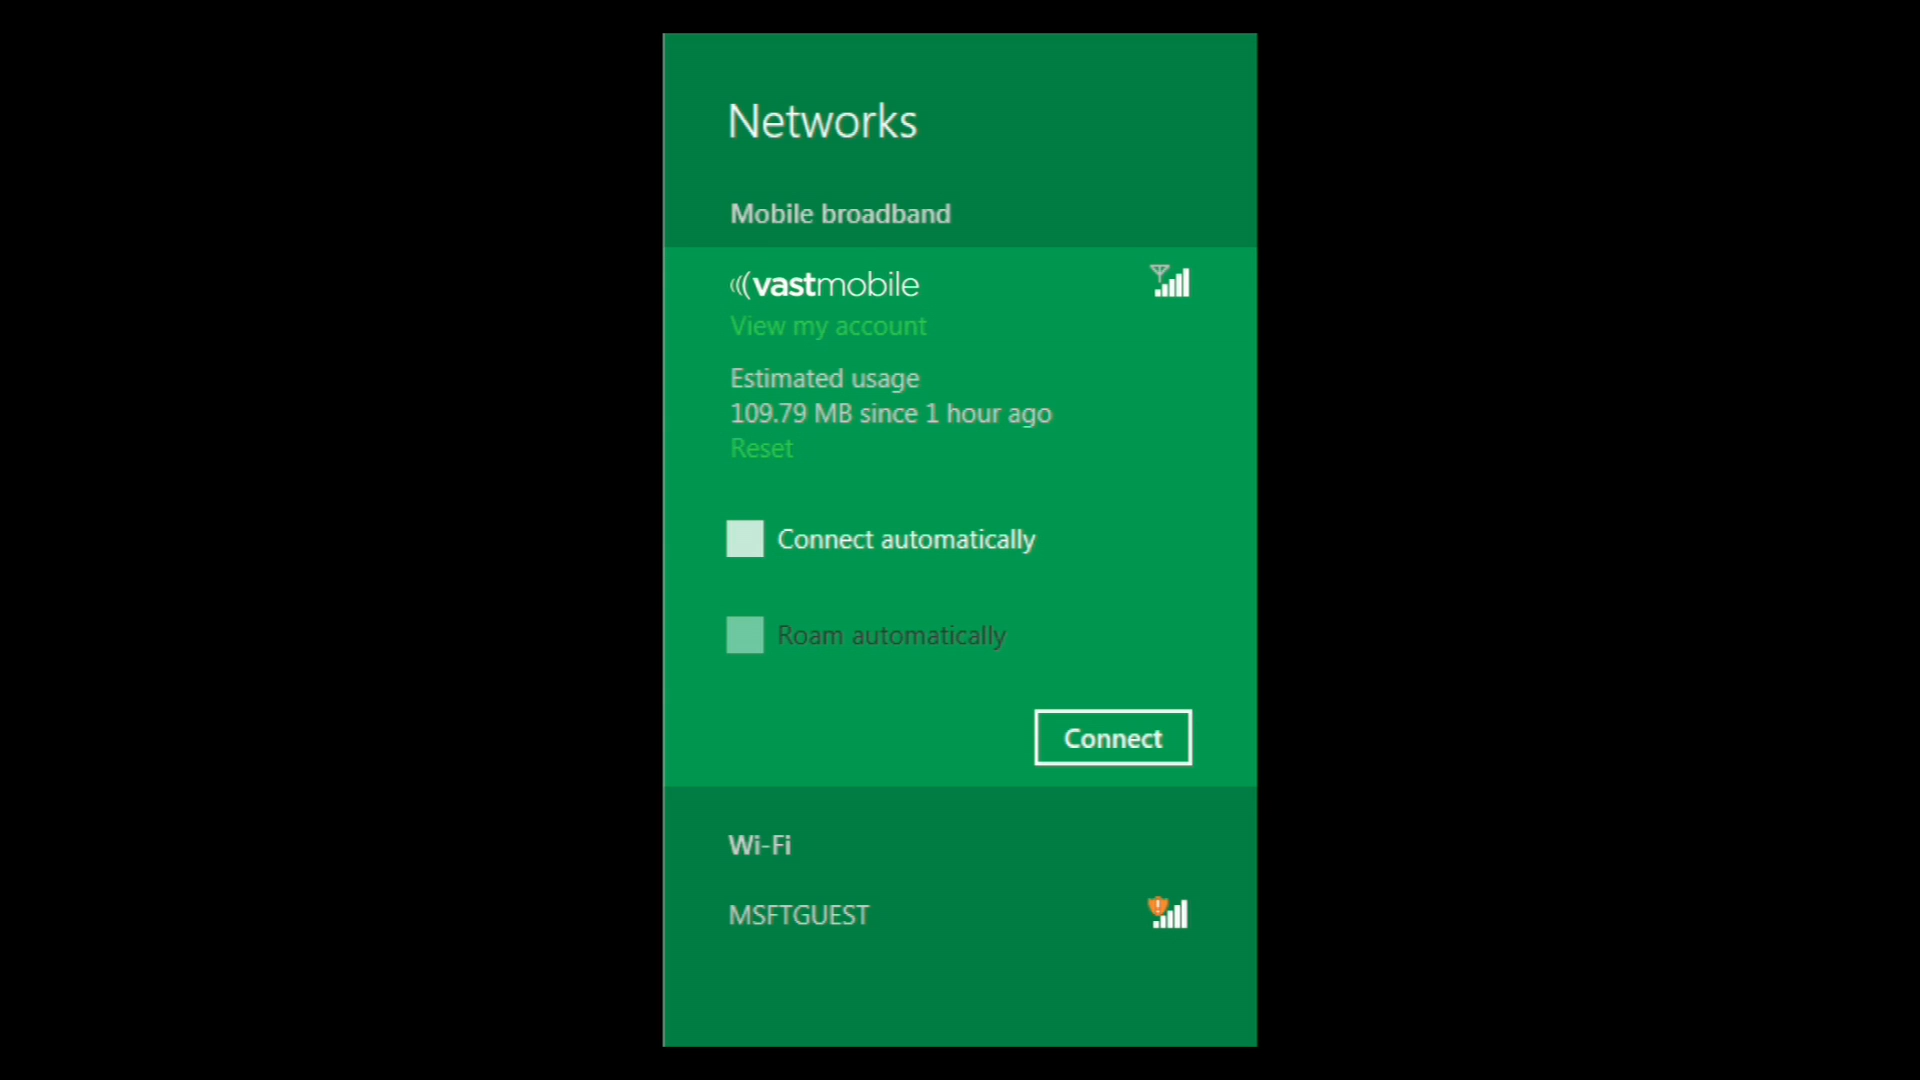 Networks
Mobile broadband
vastmobile
View my account
Estimated usage
109.79 MB since 1 hour ago
Reset
Connect automatically
Roam automatically
Connect
Wi-Fi
MSFTGUEST